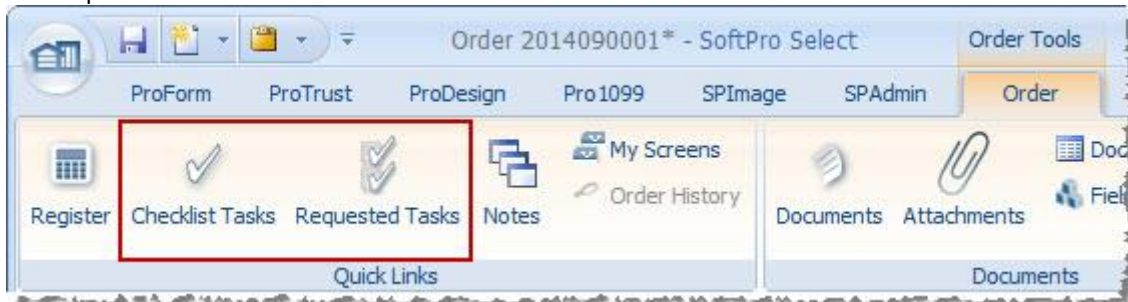 Order 2014090001* - SoftPro Select Order Tools
ProForm ProTrust ProDesign Pro1099 SPImage SPAdmin Order
My Screens
Order History
Register Checklist Tasks Requested Tasks Notes Documents Attachments
Quick Links Documents